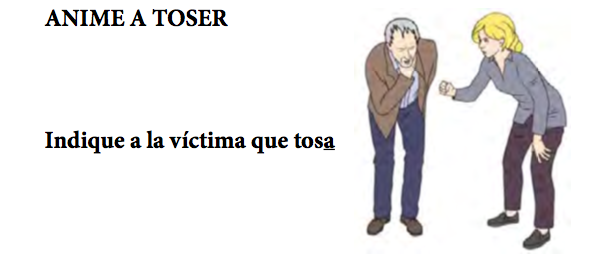 ANIME A TOSER
Indique a la víctima que tosa